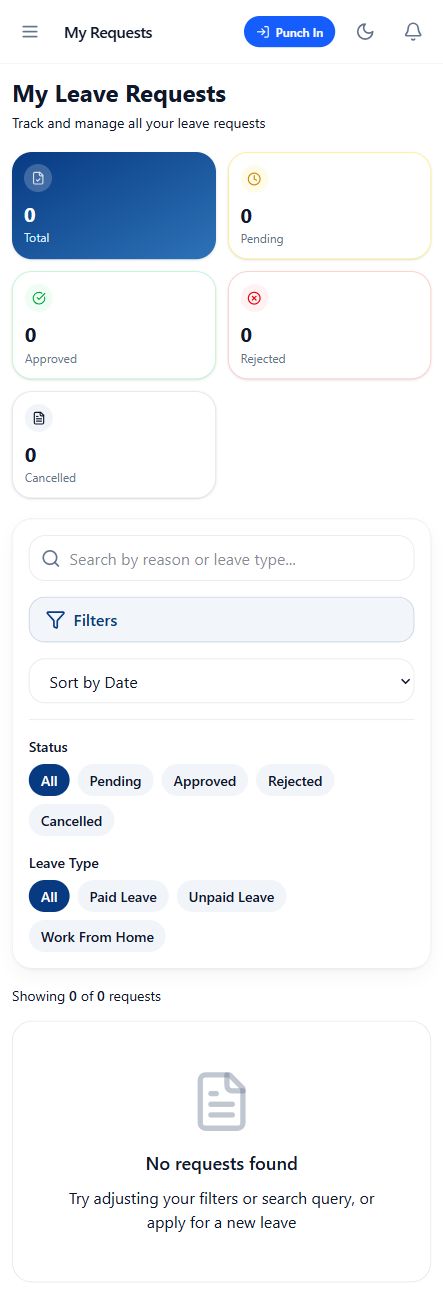 My Requests
Punch In
My Leave Requests
Track and manage all your leave requests
0
Total
0
Pending
0
Approved
0
Rejected
0
Cancelled
Search by reason or leave type...
Filters
Sort by Date
Status
All
Pending
Approved
Rejected
Cancelled
Leave Type
All
Paid Leave
Unpaid Leave
Work From Home
Showing 0 of 0 requests
No requests found
Try adjusting your filters or search query, or
apply for a new leave